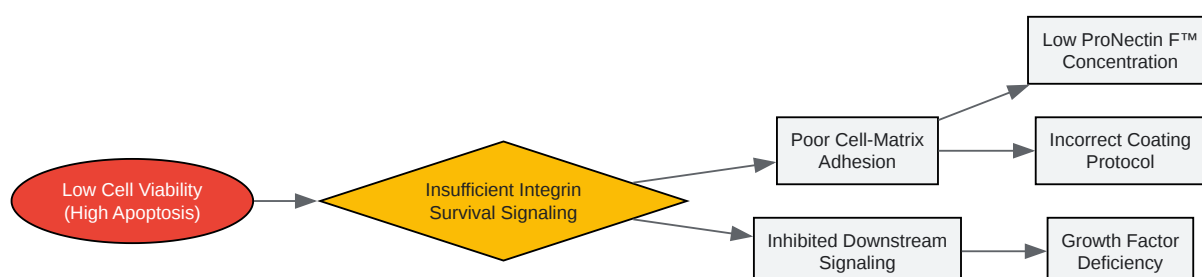 Low Cell Viability
(High Apoptosis)
Insufficient Integrin
Survival Signaling
Poor Cell-Matrix
Adhesion
Low ProNectin F™
Concentration
Incorrect Coating
Protocol
Inhibited Downstream
Signaling
Growth Factor
Deficiency